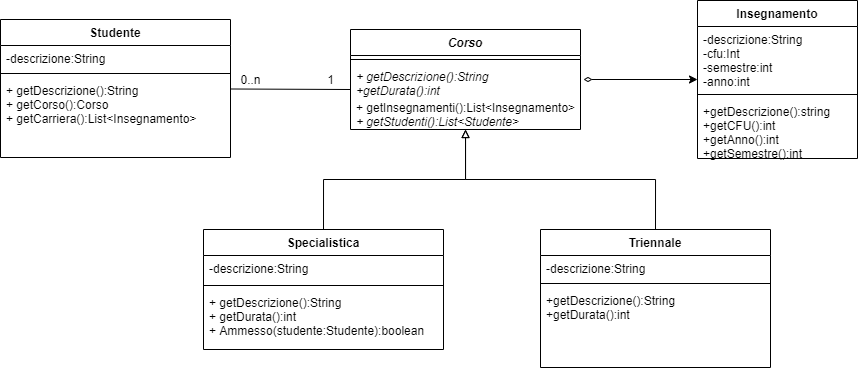 Studente
-descrizione:String
+ getDescrizione():String
+ getCorso():Corso
+ getCarriera():List<Insegnamento>
0..n
1
Corso
+ getDescrizione():String
+getDurata():int
+ getInsegnamenti():List<Insegnamento>
+ getStudenti():List<Studente>
Insegnamento
-descrizione:String
-cfu:Int
-semestre:int
-anno:int
+getDescrizione():string
+getCFU():int
+getAnno():int
+getSemestre():int
Specialistica
-descrizione:String
+ getDescrizione():String
+ getDurata():int
+ Ammesso(studente:Studente):boolean
Triennale
-descrizione:String
+getDescrizione():String
+getDurata():int